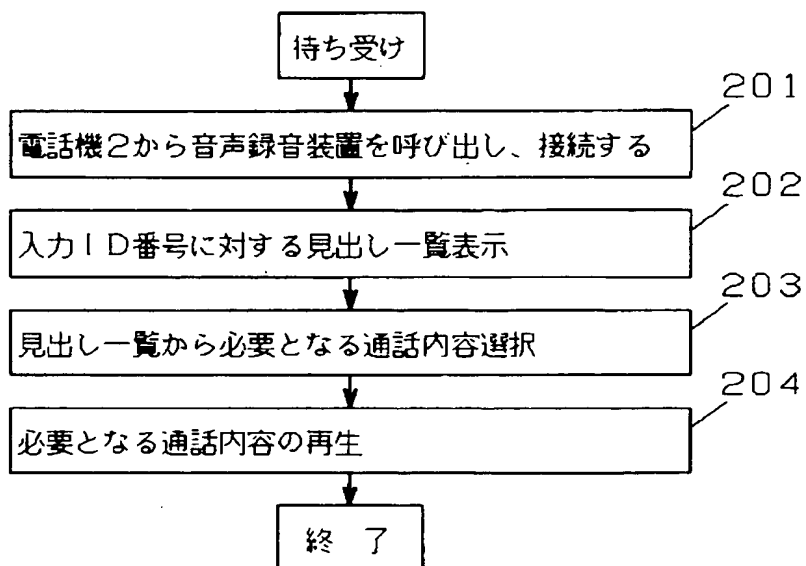 待ち受け
201
電話機2から音声録音装置を呼び出し、接続する
202
入力ID番号に対する見出し一覧表示
203
見出し一覧から必要となる通話内容選択
204
必要となる通話内容の再生
終 了